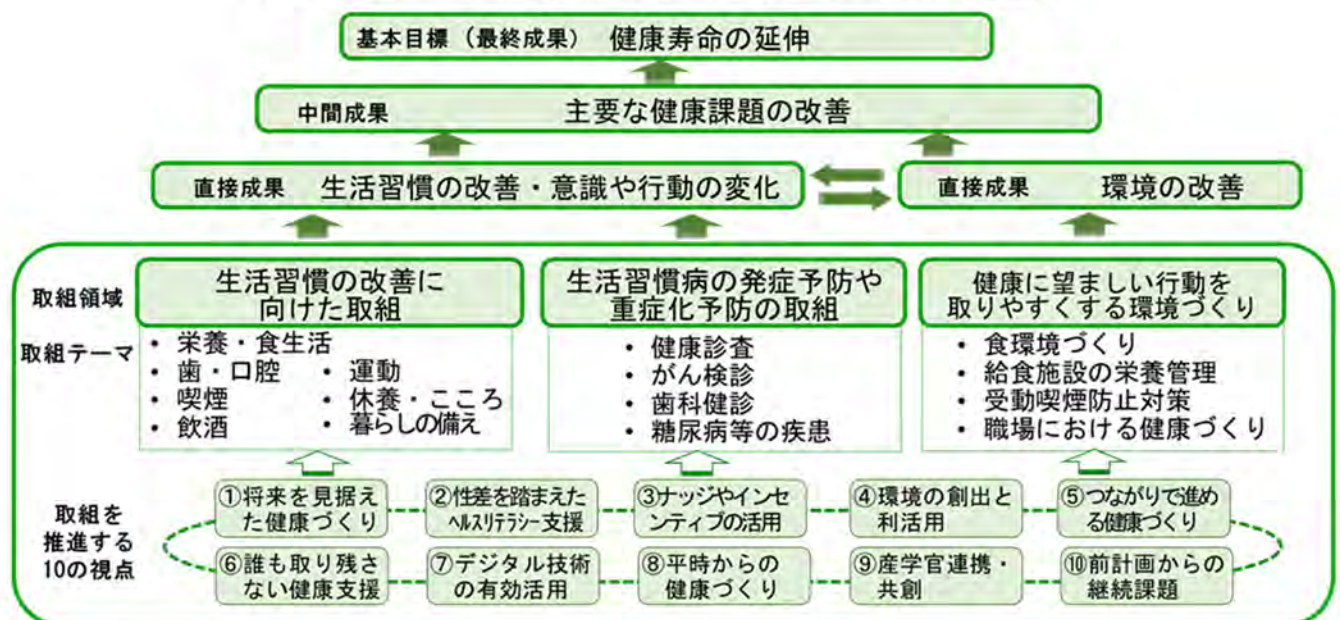 基本目標（最終成果） 健康寿命の延伸
中間成果 主要な健康課題の改善
直接成果 生活習慣の改善・意識や行動の変化
直接成果 環境の改善
取組領域
生活習慣の改善に
向けた取組
生活習慣病の発症予防や
重症化予防の取組
健康に望ましい行動を
取りやすくする環境づくり
取組テーマ
・栄養・食生活
・歯・口腔
・喫煙
・飲酒
・運動
・休養・こころ
・暮らしの備え
・健康診査
・がん検診
・歯科健診
・糖尿病等の疾患
・食環境づくり
・給食施設の栄養管理
・受動喫煙防止対策
・職場における健康づくり
取組を
推進する
10の視点
①将来を見据え
た健康づくり
②性差を踏まえた
ヘルスリテラシー支援
③ナッジやインセ
ンティブの活用
④環境の創出と
利活用
⑤つながりで進め
る健康づくり
⑥誰も取り残さ
ない健康支援
⑦デジタル技術
の有効活用
⑧平時からの
健康づくり
⑨産学官連携・
共創
⑩前計画からの
継続課題